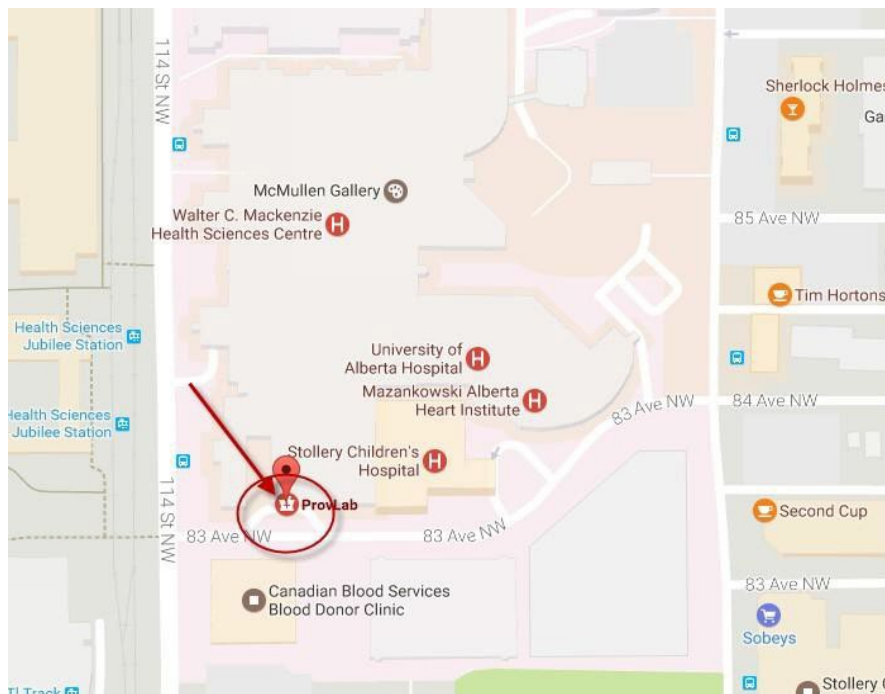 114 St NW
Sherlock Holmes
Ga
McMullen Gallery
Walter C. Mackenzie
Health Sciences Centre
85 Ave NW
Tim Hortons
Health Sciences
Jubilee Station
University of
Alberta Hospital
Mazankowski Alberta
Heart Institute
83 Ave NW
84 Ave NW
Health Sciences
Jubilee Station
Stollery Children's
Hospital
114 St NW
ProvLab
Second Cup
83 Ave NW
83 Ave NW
83 Ave NW
Canadian Blood Services
Blood Donor Clinic
Sobeys
Stollery C
TI Track